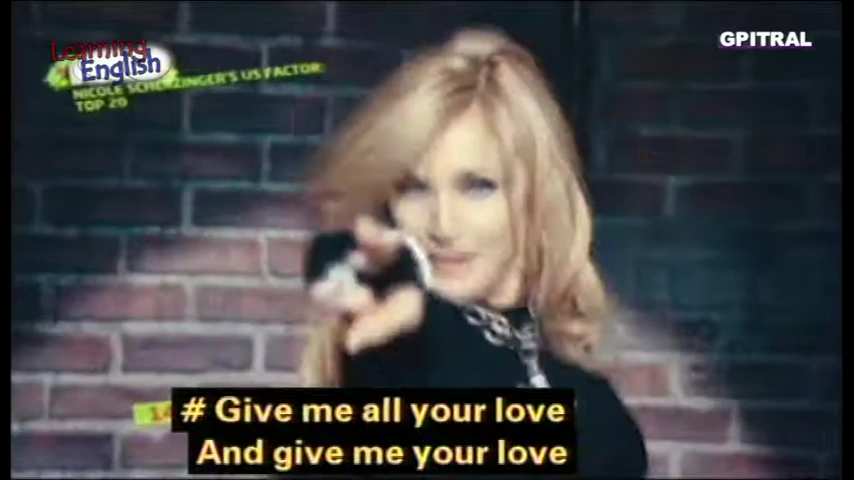 Learning
English
GPITRAL
NICOLE SCHERZINGER'S US FACTOR
TOP 20
# Give me all your love
And give me your love